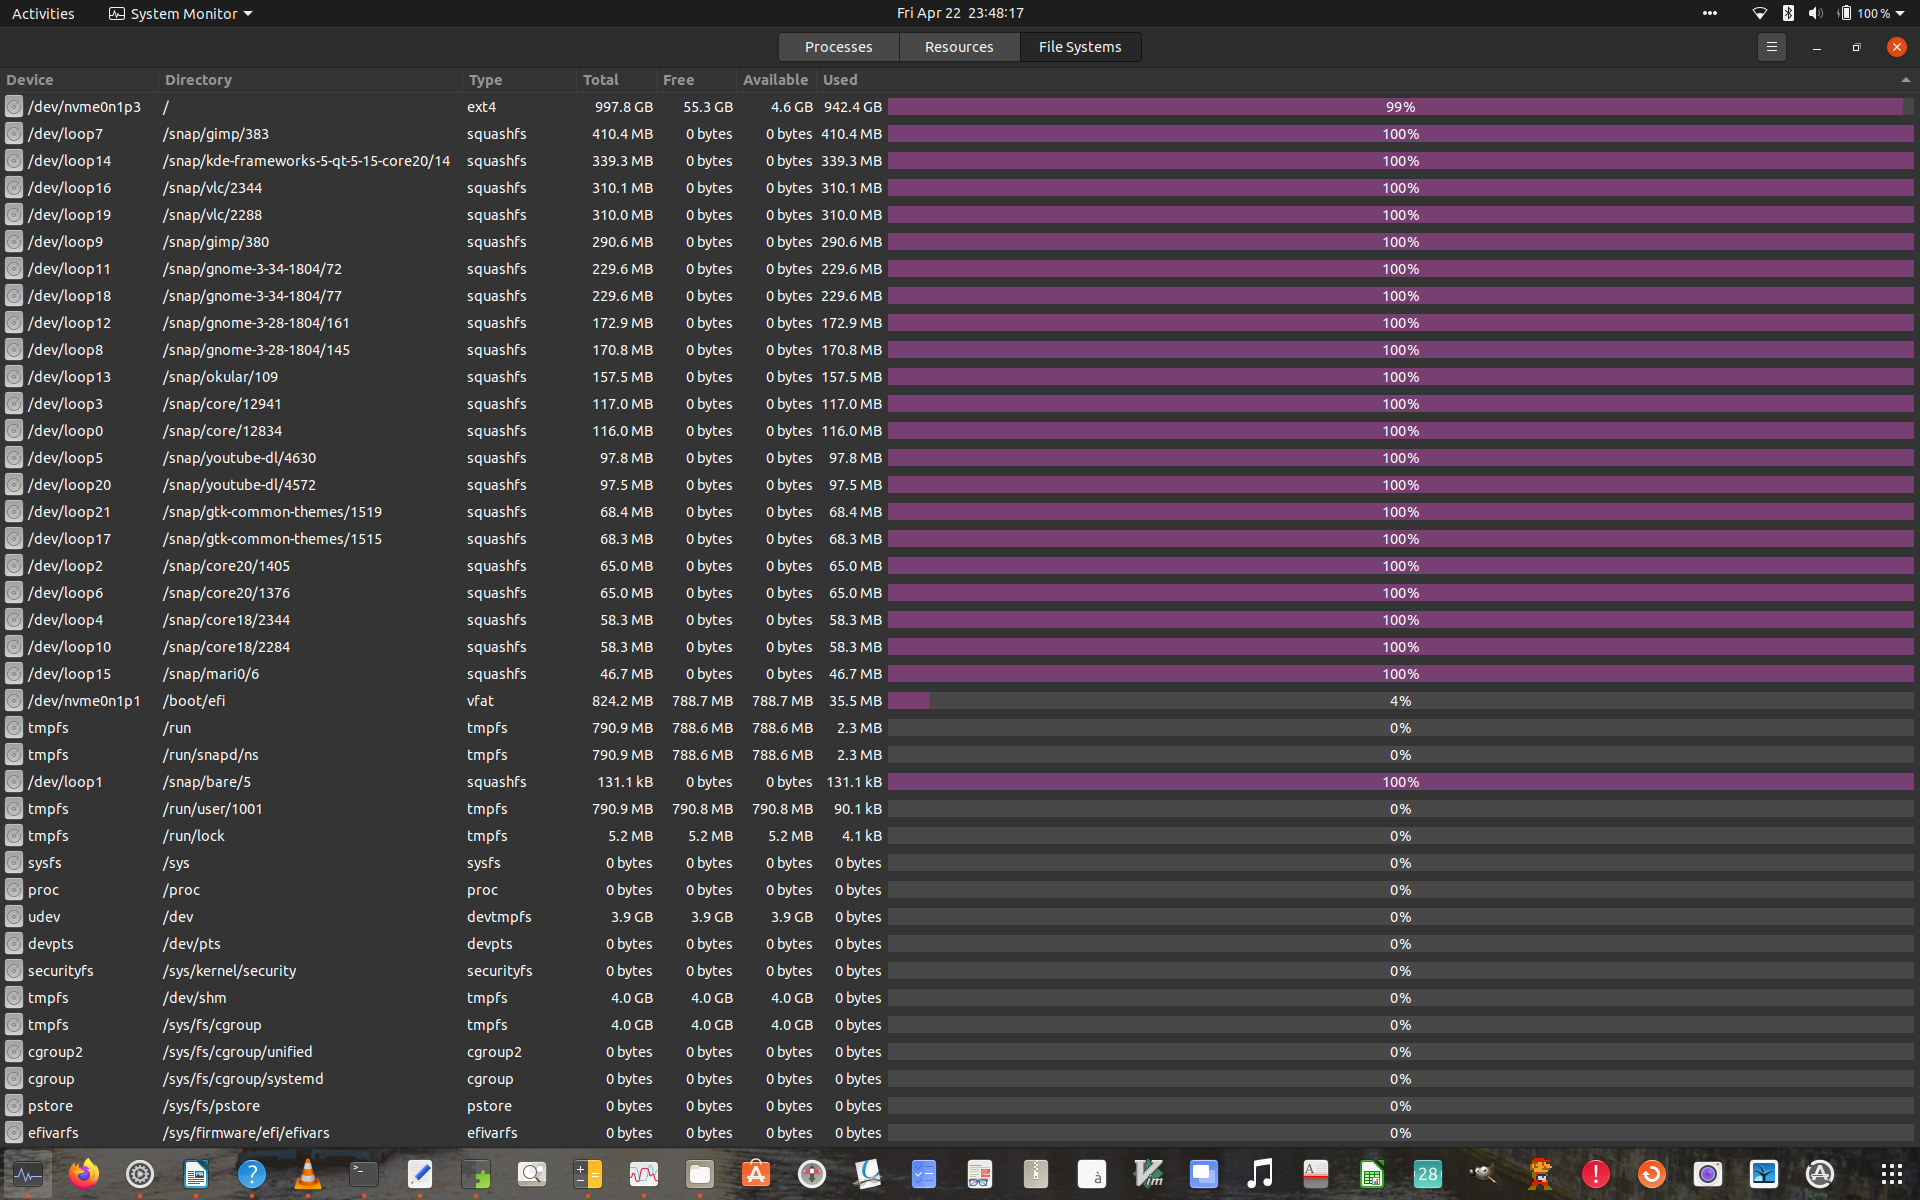 Activities System Monitor Fri Apr 22 23:48:17 100 %
Processes Resources File Systems
Device Directory Type Total Free Available Used
/dev/nvme0n1p3 / ext4 997.8 GB 55.3 GB 4.6 GB 942.4 GB 99%
/dev/loop7 /snap/gimp/383 squashfs 410.4 MB 0 bytes 0 bytes 410.4 MB 100%
/dev/loop14 /snap/kde-frameworks-5-qt-5-15-core20/14 squashfs 339.3 MB 0 bytes 0 bytes 339.3 MB 100%
/dev/loop16 /snap/vlc/2344 squashfs 310.1 MB 0 bytes 0 bytes 310.1 MB 100%
/dev/loop19 /snap/vlc/2288 squashfs 310.0 MB 0 bytes 0 bytes 310.0 MB 100%
/dev/loop9 /snap/gimp/380 squashfs 290.6 MB 0 bytes 0 bytes 290.6 MB 100%
/dev/loop11 /snap/gnome-3-34-1804/72 squashfs 229.6 MB 0 bytes 0 bytes 229.6 MB 100%
/dev/loop18 /snap/gnome-3-34-1804/77 squashfs 229.6 MB 0 bytes 0 bytes 229.6 MB 100%
/dev/loop12 /snap/gnome-3-28-1804/161 squashfs 172.9 MB 0 bytes 0 bytes 172.9 MB 100%
/dev/loop8 /snap/gnome-3-28-1804/145 squashfs 170.8 MB 0 bytes 0 bytes 170.8 MB 100%
/dev/loop13 /snap/okular/109 squashfs 157.5 MB 0 bytes 0 bytes 157.5 MB 100%
/dev/loop3 /snap/core/12941 squashfs 117.0 MB 0 bytes 0 bytes 117.0 MB 100%
/dev/loop0 /snap/core/12834 squashfs 116.0 MB 0 bytes 0 bytes 116.0 MB 100%
/dev/loop5 /snap/youtube-dl/4630 squashfs 97.8 MB 0 bytes 0 bytes 97.8 MB 100%
/dev/loop20 /snap/youtube-dl/4572 squashfs 97.5 MB 0 bytes 0 bytes 97.5 MB 100%
/dev/loop21 /snap/gtk-common-themes/1519 squashfs 68.4 MB 0 bytes 0 bytes 68.4 MB 100%
/dev/loop17 /snap/gtk-common-themes/1515 squashfs 68.3 MB 0 bytes 0 bytes 68.3 MB 100%
/dev/loop2 /snap/core20/1405 squashfs 65.0 MB 0 bytes 0 bytes 65.0 MB 100%
/dev/loop6 /snap/core20/1376 squashfs 65.0 MB 0 bytes 0 bytes 65.0 MB 100%
/dev/loop4 /snap/core18/2344 squashfs 58.3 MB 0 bytes 0 bytes 58.3 MB 100%
/dev/loop10 /snap/core18/2284 squashfs 58.3 MB 0 bytes 0 bytes 58.3 MB 100%
/dev/loop15 /snap/mari0/6 squashfs 46.7 MB 0 bytes 0 bytes 46.7 MB 100%
/dev/nvme0n1p1 /boot/efi vfat 824.2 MB 788.7 MB 788.7 MB 35.5 MB 4%
tmpfs /run tmpfs 790.9 MB 788.6 MB 788.6 MB 2.3 MB 0%
tmpfs /run/snapd/ns tmpfs 790.9 MB 788.6 MB 788.6 MB 2.3 MB 0%
/dev/loop1 /snap/bare/5 squashfs 131.1 kB 0 bytes 0 bytes 131.1 kB 100%
tmpfs /run/user/1001 tmpfs 790.9 MB 790.8 MB 790.8 MB 90.1 kB 0%
tmpfs /run/lock tmpfs 5.2 MB 5.2 MB 5.2 MB 4.1 kB 0%
sysfs /sys sysfs 0 bytes 0 bytes 0 bytes 0 bytes 0%
proc /proc proc 0 bytes 0 bytes 0 bytes 0 bytes 0%
udev /dev devtmpfs 3.9 GB 3.9 GB 3.9 GB 0 bytes 0%
devpts /dev/pts devpts 0 bytes 0 bytes 0 bytes 0 bytes 0%
securityfs /sys/kernel/security securityfs 0 bytes 0 bytes 0 bytes 0 bytes 0%
tmpfs /dev/shm tmpfs 4.0 GB 4.0 GB 4.0 GB 0 bytes 0%
tmpfs /sys/fs/cgroup tmpfs 4.0 GB 4.0 GB 4.0 GB 0 bytes 0%
cgroup2 /sys/fs/cgroup/unified cgroup2 0 bytes 0 bytes 0 bytes 0 bytes 0%
cgroup /sys/fs/cgroup/systemd cgroup 0 bytes 0 bytes 0 bytes 0 bytes 0%
pstore /sys/fs/pstore pstore 0 bytes 0 bytes 0 bytes 0 bytes 0%
efivarfs /sys/firmware/efi/efivars efivarfs 0 bytes 0 bytes 0 bytes 0 bytes 0%
à Vim 28